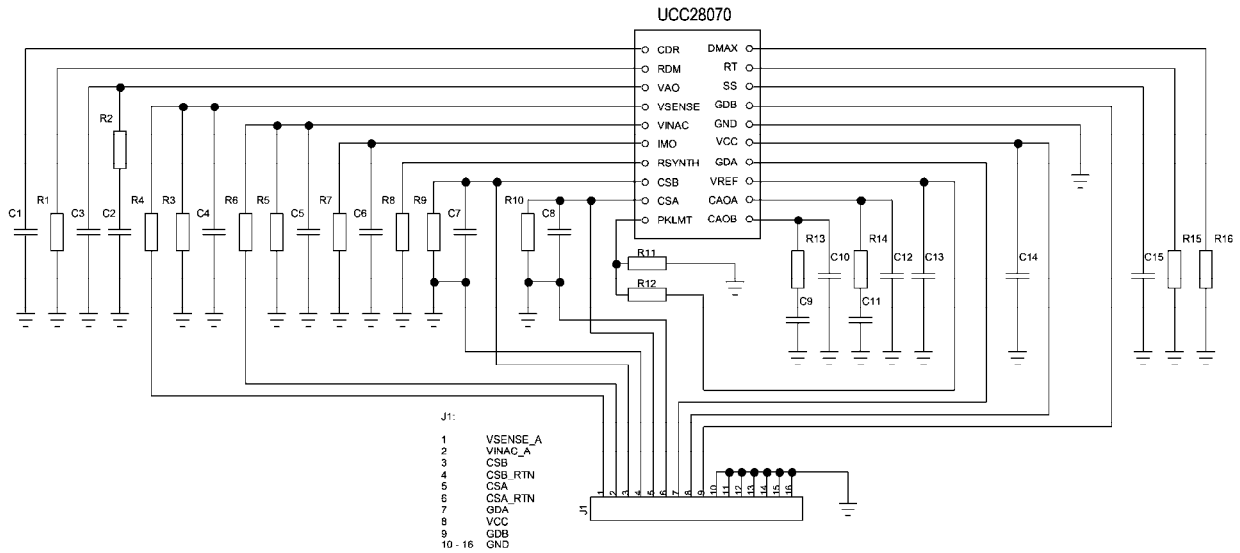 UCC28070
CDR DMAX
RDM RT
VAO SS
VSENSE GDB
VINAC GND
IMO VCC
RSYNTH GDA
CSB VREF
CSA CAOA
PKLMT CAOB
R2
C1 R1 C3 C2 R4 R3 C4 R6 R5 C5 R7 C6 R8 R9 C7 R10 C8
R11
R12
R13 C10 R14 C12 C13 C14 C15 R15 R16
C9 C11
J1:
1 VSENSE_A
2 VINAC_A
3 CSB
4 CSB_RTN
5 CSA
6 CSA_RTN
7 GDA
8 VCC
9 GDB
10 - 16 GND
J1
1 2 3 4 5 6 7 8 9 10 11 12 13 14 15 16